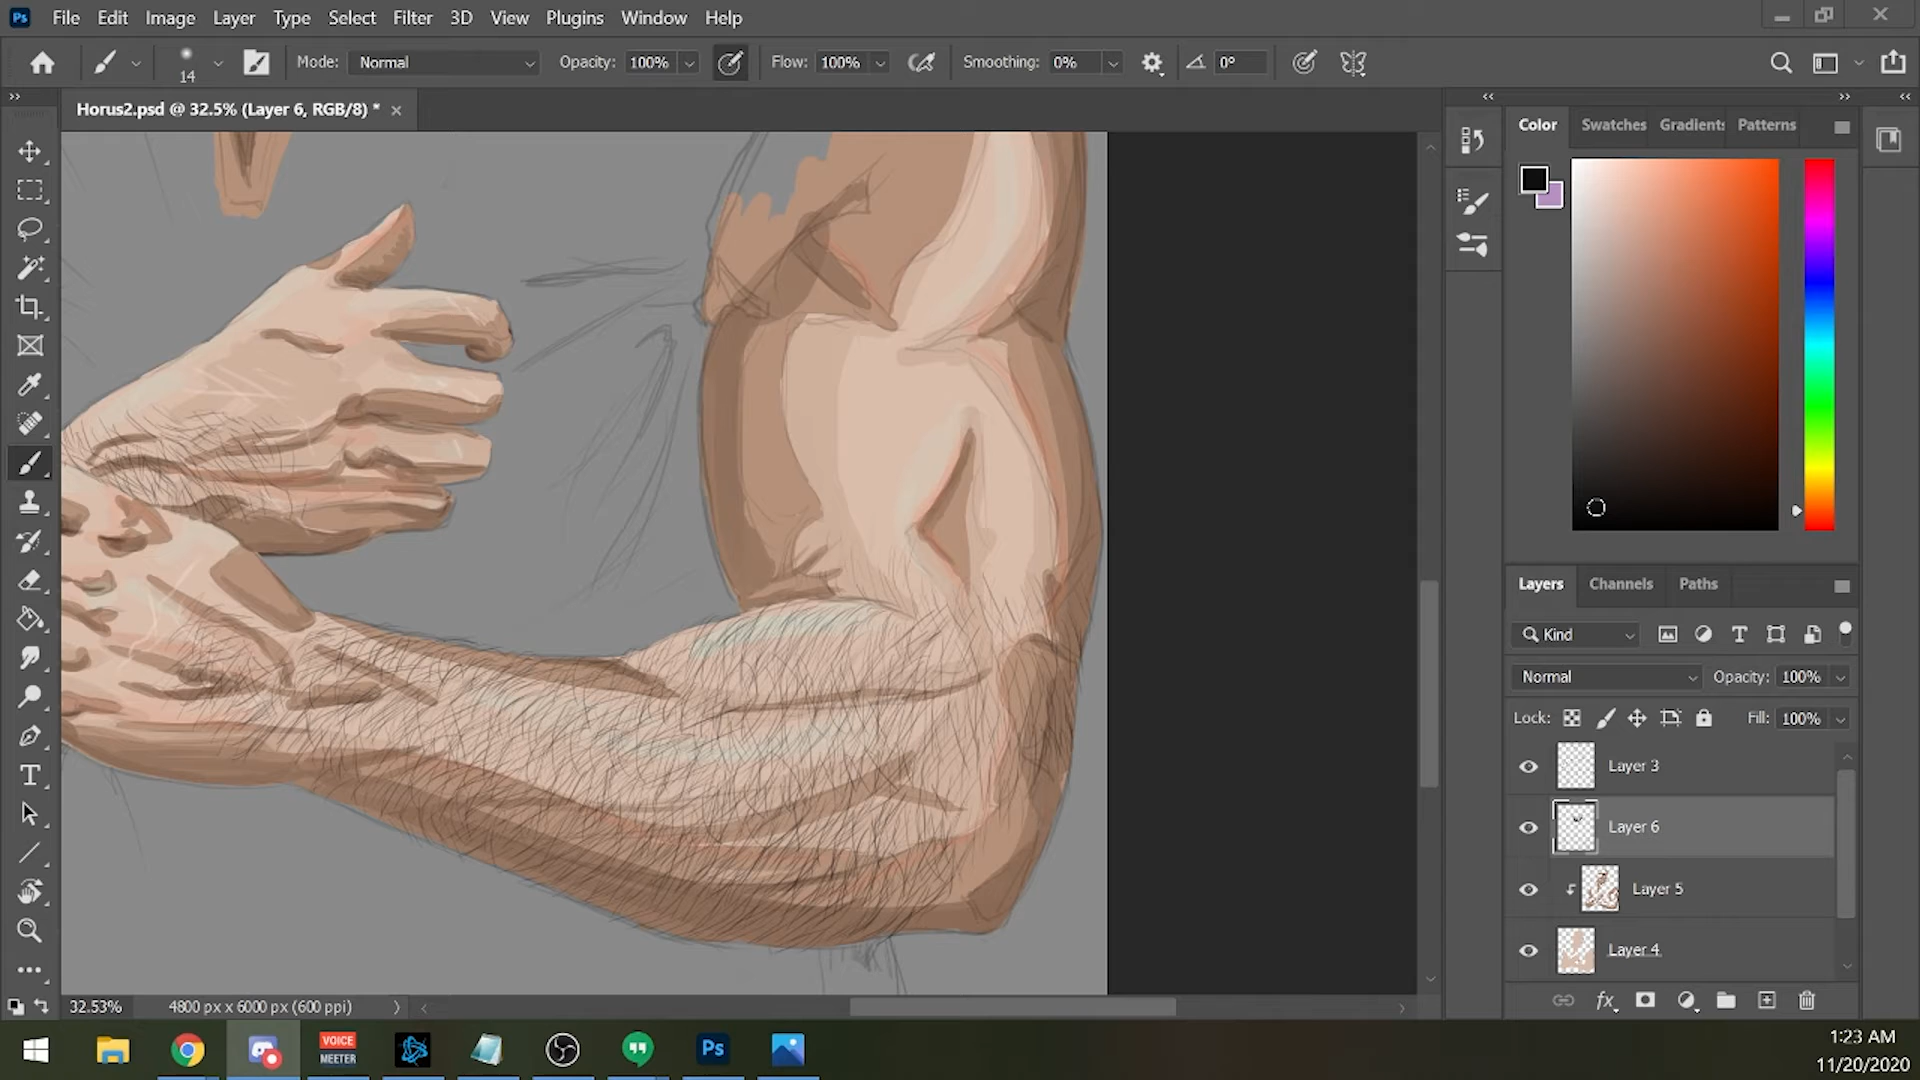 Ps File Edit Image Layer Type Select Filter 3D View Plugins Window Help
14 Mode: Normal Opacity: 100% Flow: 100% Smoothing: 0% 0°
Horus2.psd @ 32.5% (Layer 6, RGB/8) *
Color Swatches Gradients Patterns
Layers Channels Paths
Kind
Normal Opacity: 100%
Lock: Fill: 100%
Layer 3
Layer 6
Layer 5
Layer 4
fx
32.53% 4800 px x 6000 px (600 ppi)
VOICE
MEETER
Ps
1:23 AM
11/20/2020